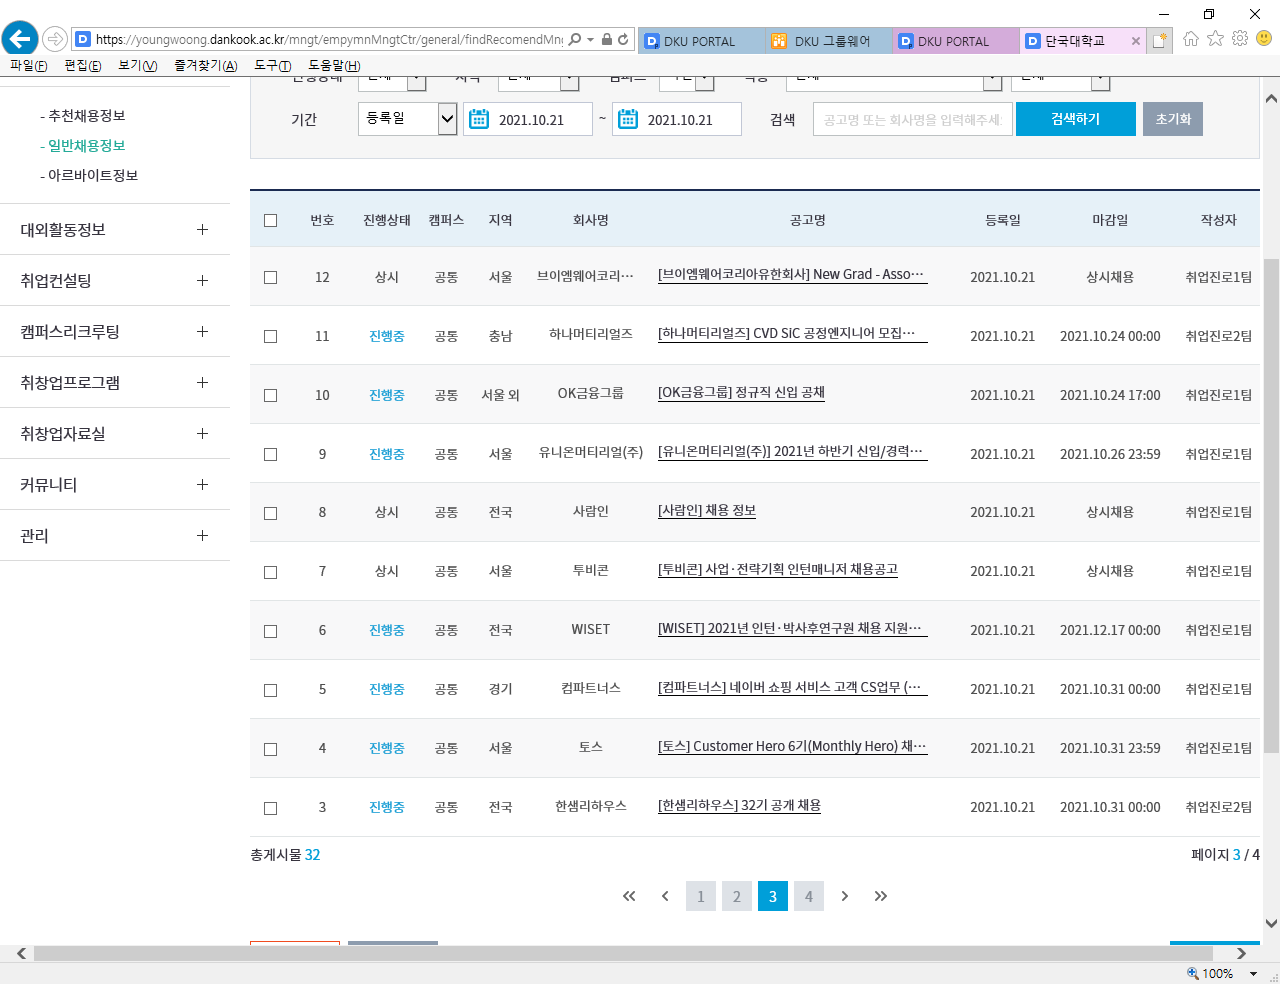 https://youngwoong.dankook.ac.kr/mngt/empymnMngtCtr/general/findRecomendMng
DKU PORTAL
DKU 그룹웨어
DKU PORTAL
단국대학교
파일(F) 편집(E) 보기(V) 즐겨찾기(A) 도구(T) 도움말(H)
- 추천채용정보
- 일반채용정보
- 아르바이트정보
대외활동정보
취업컨설팅
캠퍼스리크루팅
취창업프로그램
취창업자료실
커뮤니티
관리
기간 등록일 2021.10.21 ~ 2021.10.21 검색 공고명 또는 회사명을 입력해주세요 검색하기 초기화
번호 진행상태 캠퍼스 지역 회사명 공고명 등록일 마감일 작성자
12 상시 공통 서울 브이엠웨어코리··· [브이엠웨어코리아유한회사] New Grad - Asso··· 2021.10.21 상시채용 취업진로1팀
11 진행중 공통 충남 하나머티리얼즈 [하나머티리얼즈] CVD SiC 공정엔지니어 모집··· 2021.10.21 2021.10.24 00:00 취업진로2팀
10 진행중 공통 서울 외 OK금융그룹 [OK금융그룹] 정규직 신입 공채 2021.10.21 2021.10.24 17:00 취업진로1팀
9 진행중 공통 서울 유니온머티리얼(주) [유니온머티리얼(주)] 2021년 하반기 신입/경력··· 2021.10.21 2021.10.26 23:59 취업진로1팀
8 상시 공통 전국 사람인 [사람인] 채용 정보 2021.10.21 상시채용 취업진로1팀
7 상시 공통 서울 투비콘 [투비콘] 사업·전략기획 인턴매니저 채용공고 2021.10.21 상시채용 취업진로1팀
6 진행중 공통 전국 WISET [WISET] 2021년 인턴·박사후연구원 채용 지원··· 2021.10.21 2021.12.17 00:00 취업진로1팀
5 진행중 공통 경기 컴파트너스 [컴파트너스] 네이버 쇼핑 서비스 고객 CS업무 (··· 2021.10.21 2021.10.31 00:00 취업진로1팀
4 진행중 공통 서울 토스 [토스] Customer Hero 6기(Monthly Hero) 채··· 2021.10.21 2021.10.31 23:59 취업진로1팀
3 진행중 공통 전국 한샘리하우스 [한샘리하우스] 32기 공개 채용 2021.10.21 2021.10.31 00:00 취업진로2팀
총게시물 32
페이지 3 / 4
1 2 3 4
100%